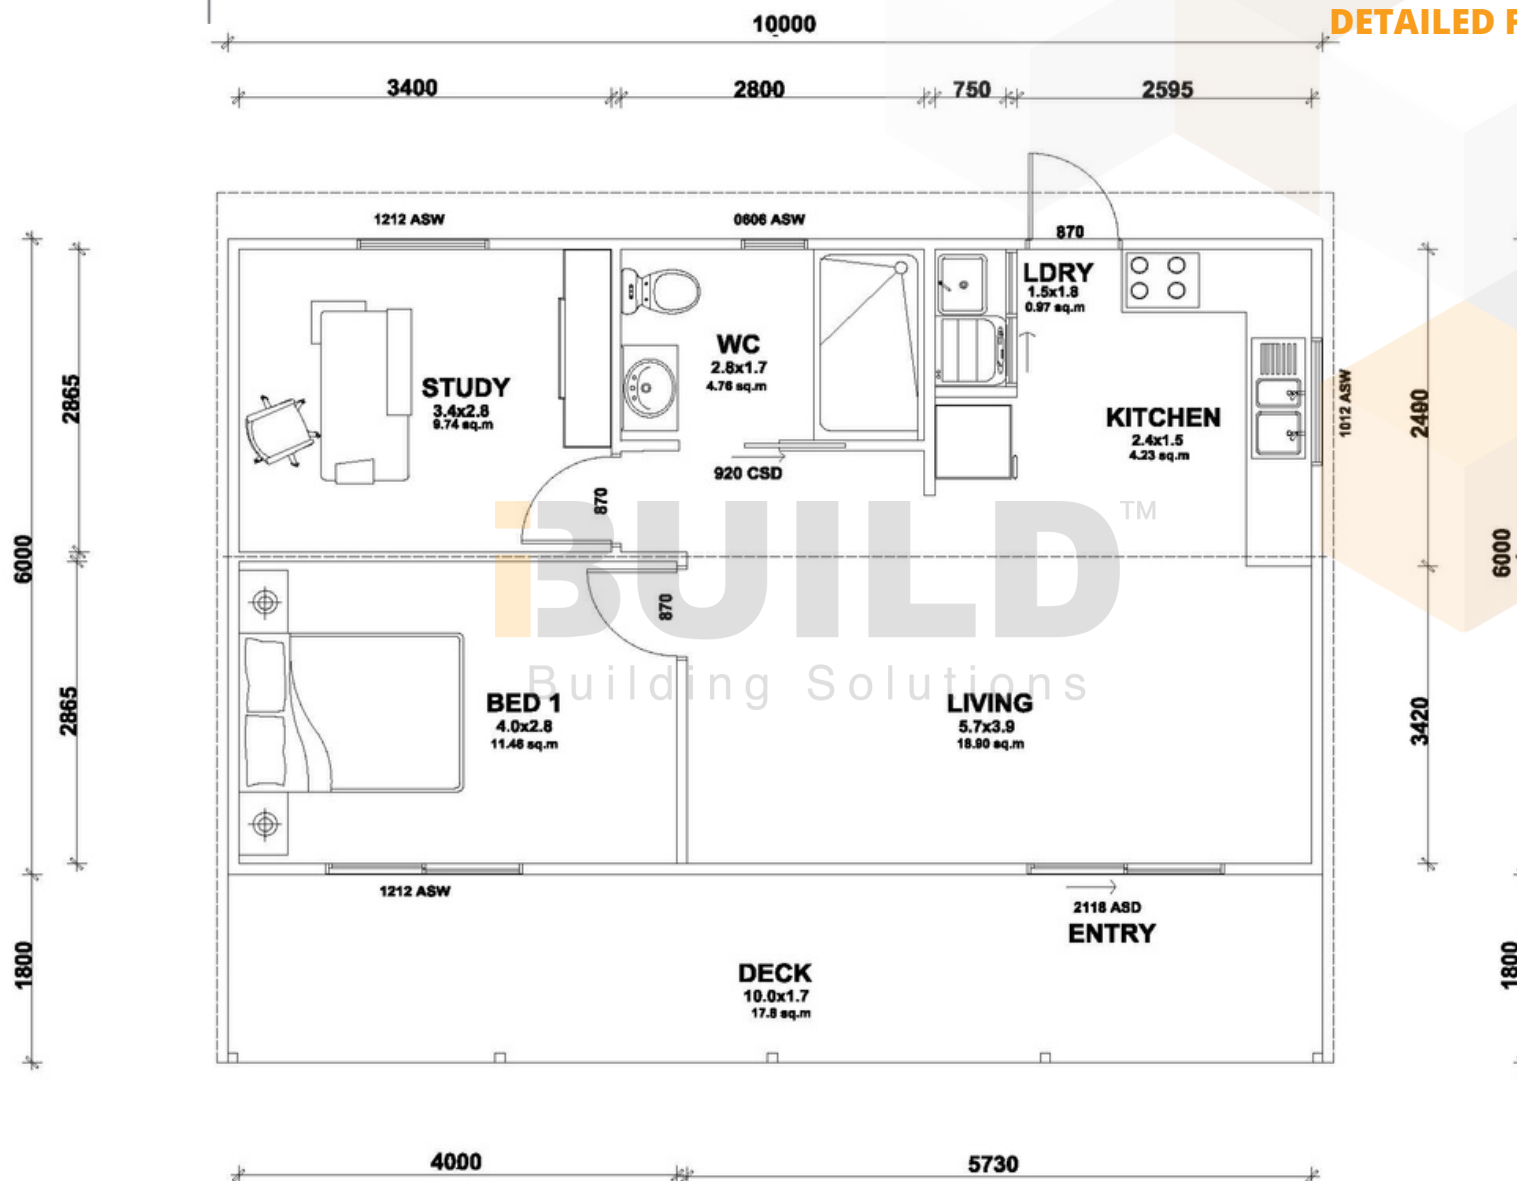 DETAILED F
10000
3400
2800
750
2595
1212 ASW
0606 ASW
870
LDRY
1.5x1.8
0.97 sq.m
WC
2.8x1.7
4.76 sq.m
STUDY
3.4x2.8
9.74 sq.m
KITCHEN
2.4x1.5
4.23 sq.m
1012 ASW
2865
2400
920 CSD
870
iBUILD™
Building Solutions
6000
6000
870
BED 1
4.0x2.8
11.46 sq.m
LIVING
5.7x3.9
18.90 sq.m
2865
3420
1212 ASW
2118 ASD
ENTRY
1800
1800
DECK
10.0x1.7
17.8 sq.m
4000
5730